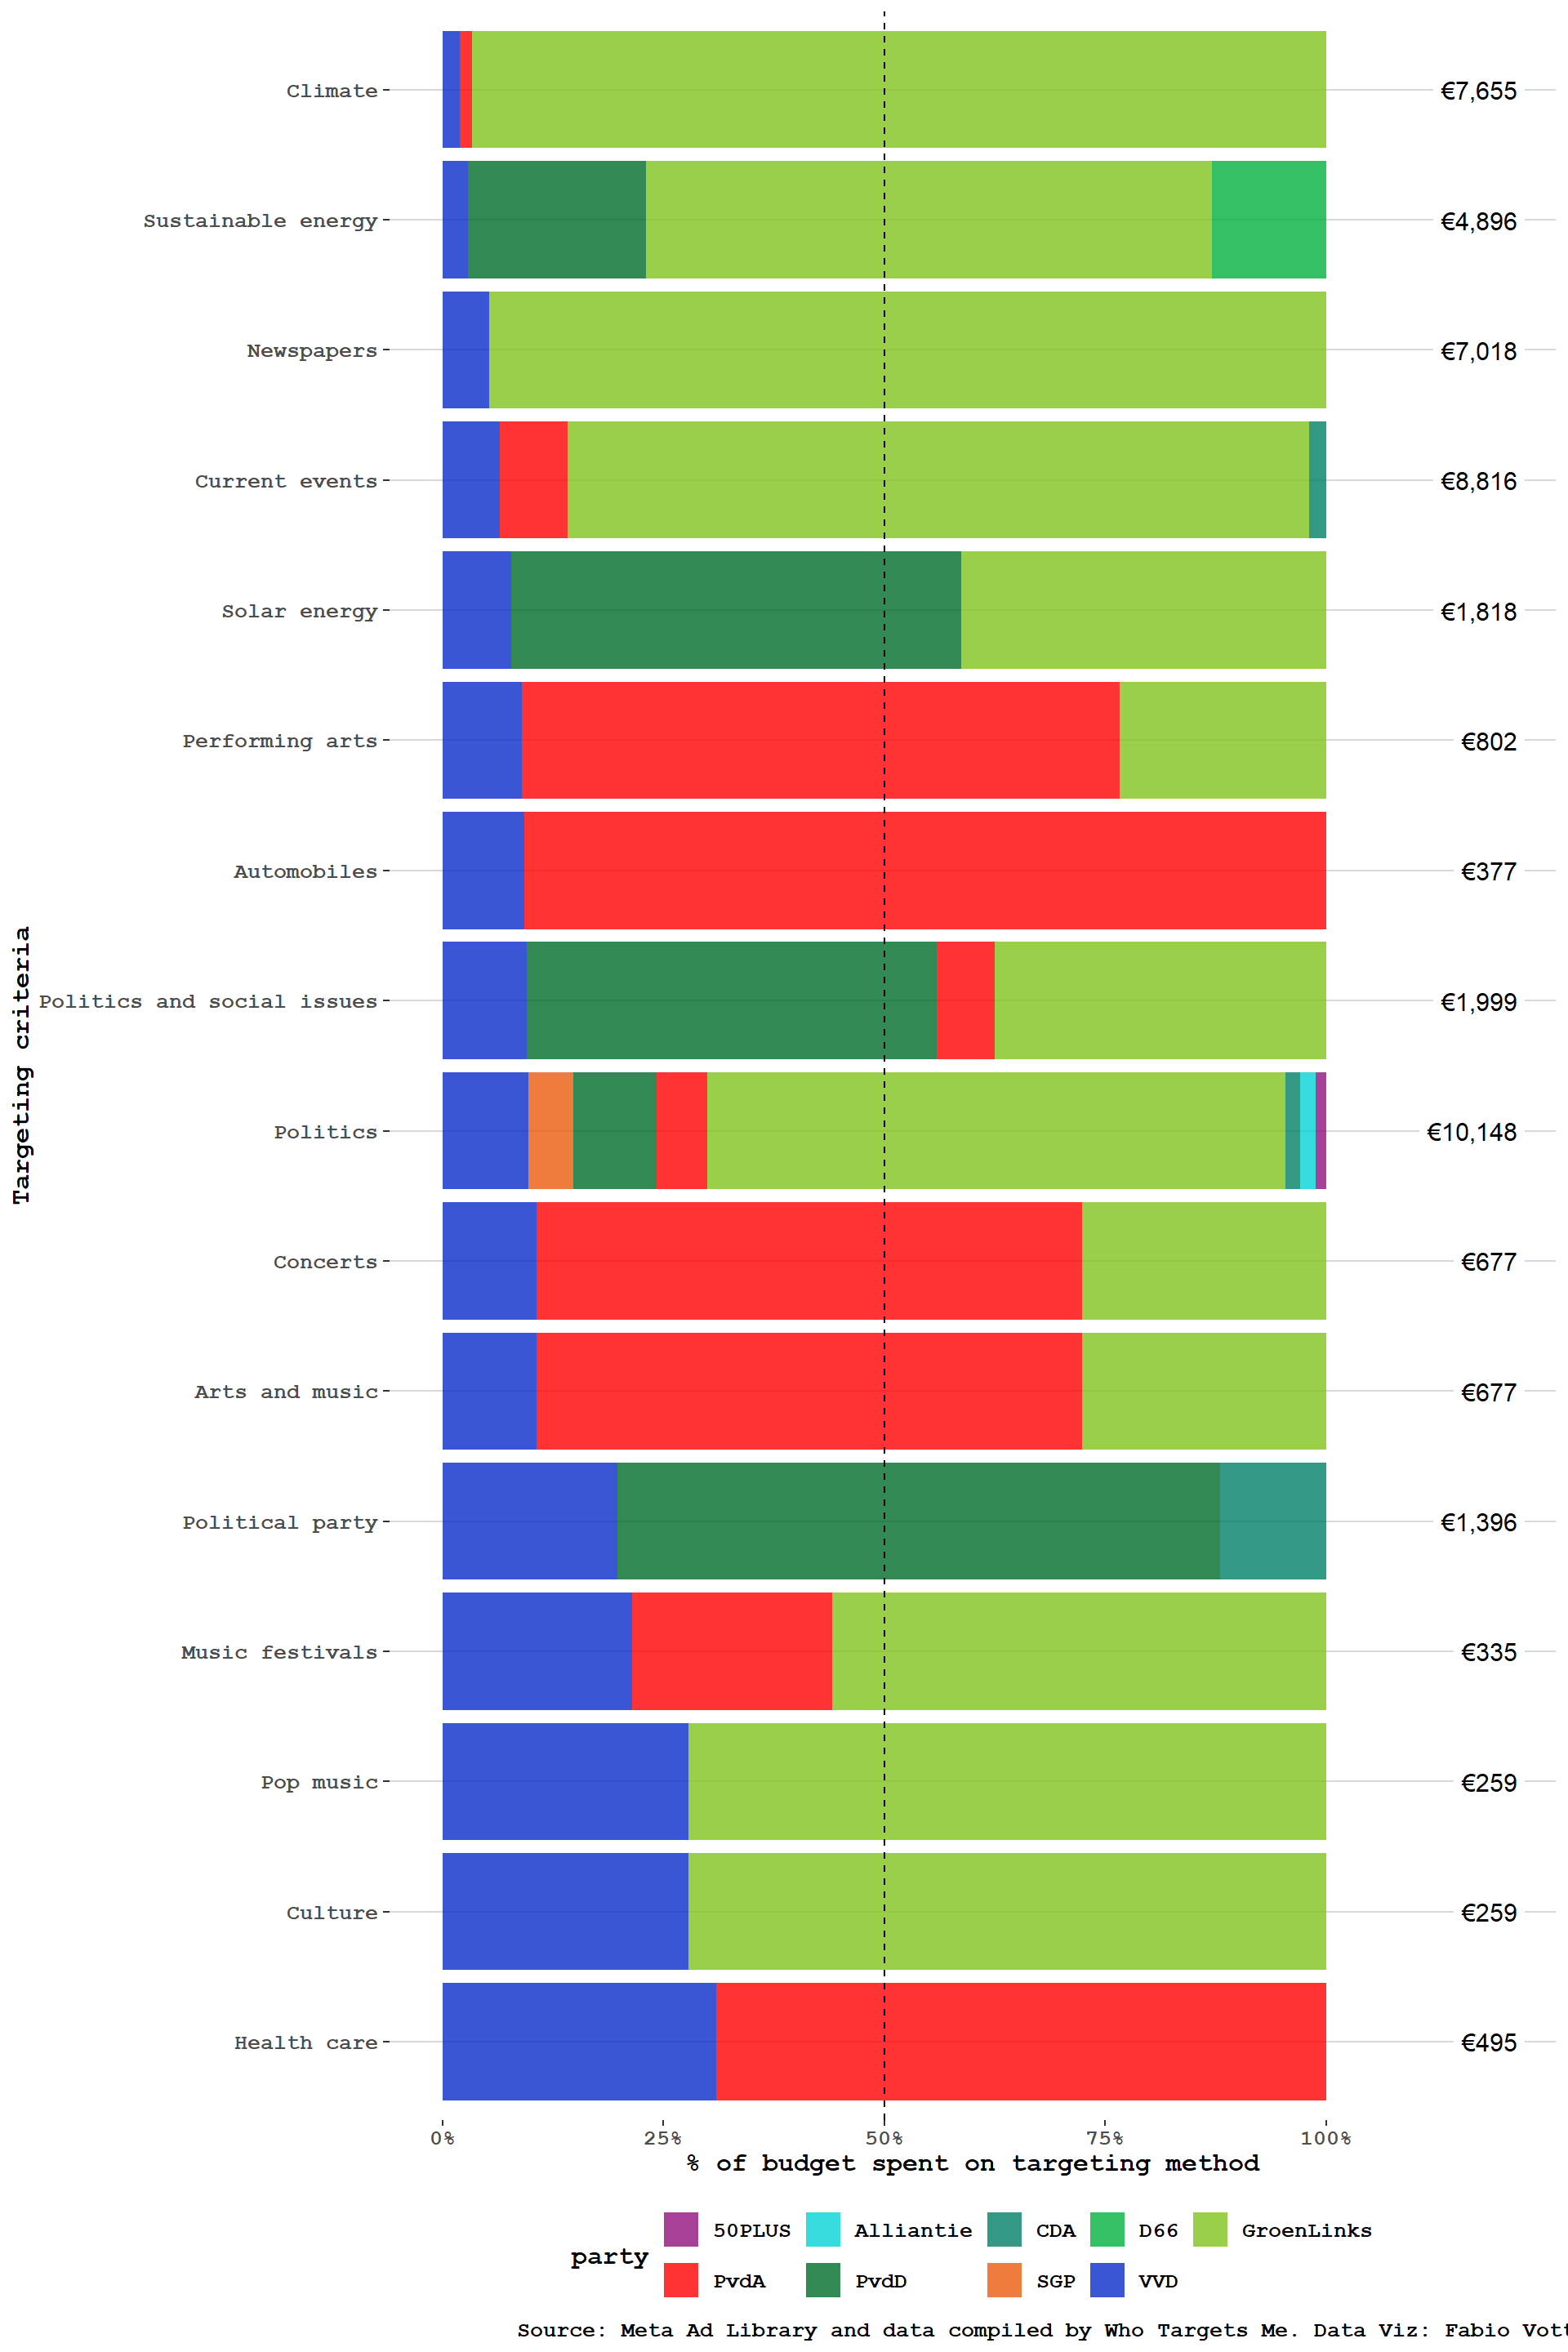 Climate €7,655
Sustainable energy €4,896
Newspapers €7,018
Current events €8,816
Solar energy €1,818
Performing arts €802
Automobiles €377
Targeting criteria
Politics and social issues €1,999
Politics €10,148
Concerts €677
Arts and music €677
Political party €1,396
Music festivals €335
Pop music €259
Culture €259
Health care €495
0% 25% 50% 75% 100%
% of budget spent on targeting method
party
50PLUS Alliantie CDA D66 GroenLinks
PvdA PvdD SGP VVD
Source: Meta Ad Library and data compiled by Who Targets Me. Data Viz: Fabio